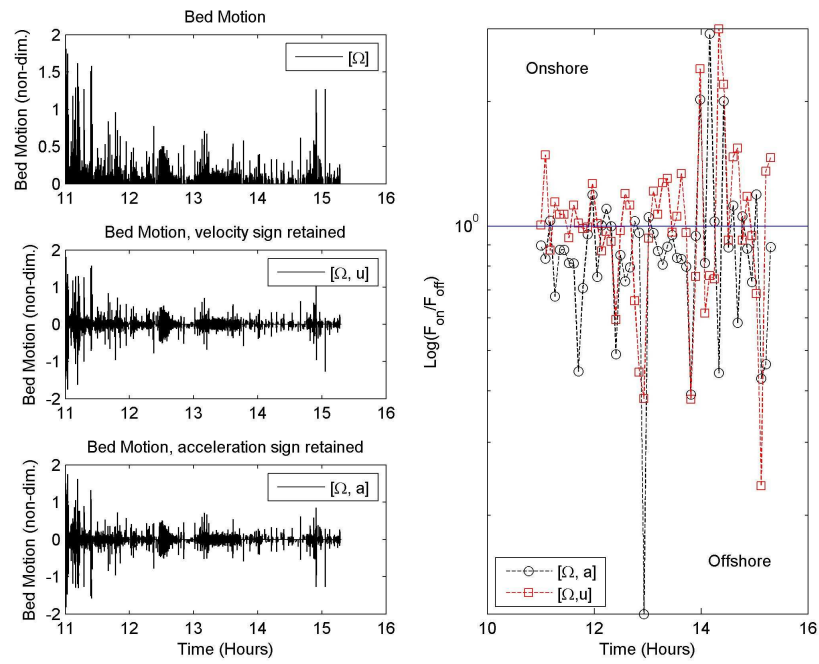 Bed Motion
Bed Motion (non-dim.)
2
1.5
1
0.5
0
[Ω]
11 12 13 14 15 16
Bed Motion, velocity sign retained
Bed Motion (non-dim.)
2
1
0
-1
-2
[Ω, u]
11 12 13 14 15 16
Bed Motion, acceleration sign retained
Bed Motion (non-dim.)
2
1
0
-1
-2
[Ω, a]
11 12 13 14 15 16
Time (Hours)
Onshore
Log(F_on/F_off)
10^0
Offshore
[Ω, a]
[Ω,u]
10 12 14 16
Time (Hours)